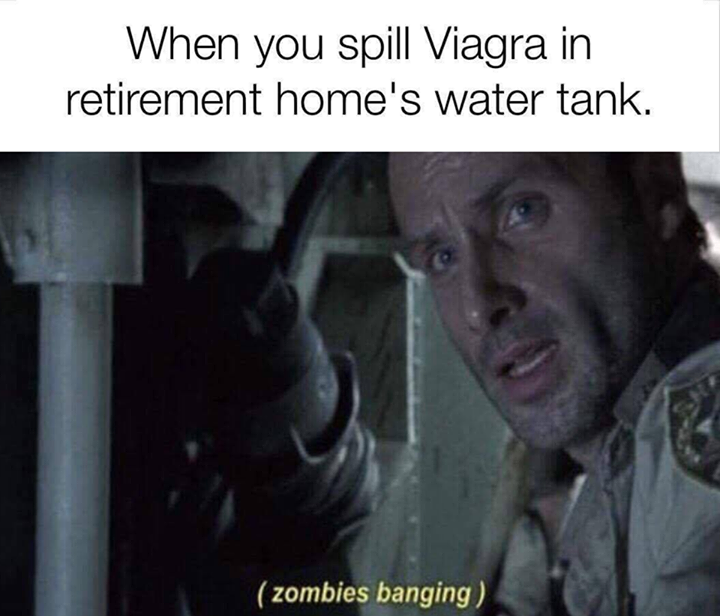 When you spill Viagra in
retirement home's water tank.
(zombies banging)